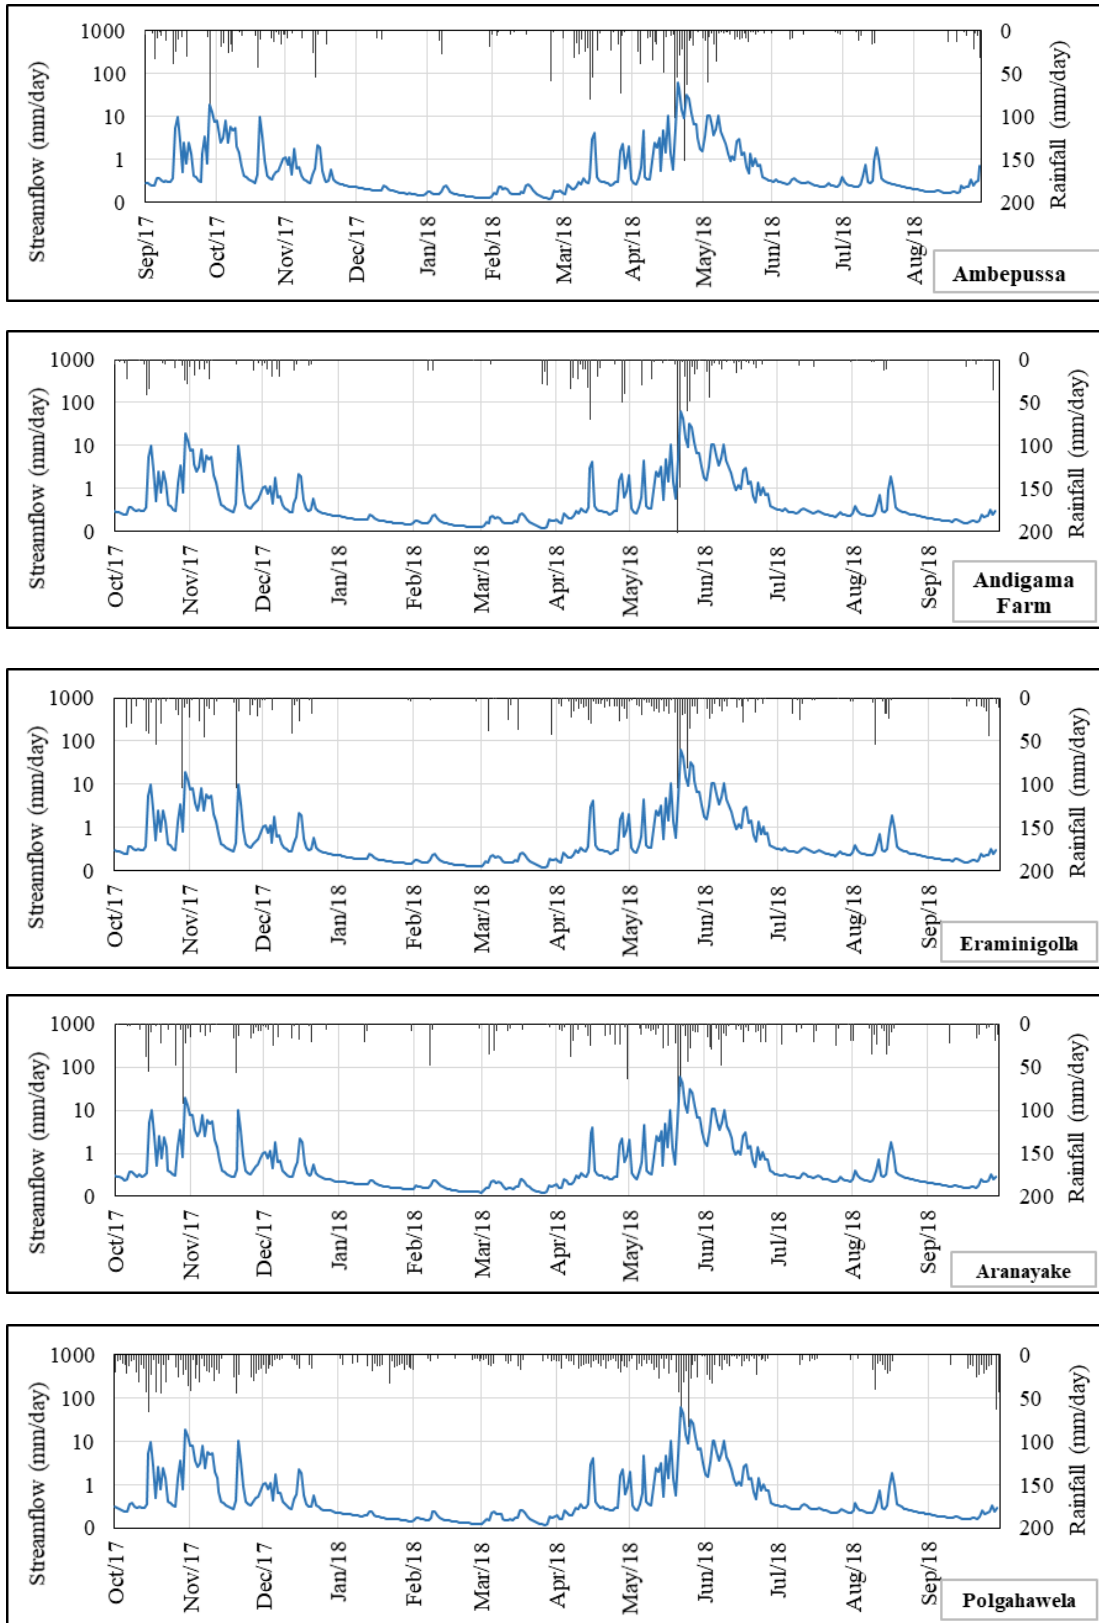 Streamflow (mm/day)
1000
100
10
1
0
0
50
100
150
200
Rainfall (mm/day)
Sep/17
Oct/17
Nov/17
Dec/17
Jan/18
Feb/18
Mar/18
Apr/18
May/18
Jun/18
Jul/18
Aug/18
Ambepussa
Streamflow (mm/day)
1000
100
10
1
0
0
50
100
150
200
Rainfall (mm/day)
Oct/17
Nov/17
Dec/17
Jan/18
Feb/18
Mar/18
Apr/18
May/18
Jun/18
Jul/18
Aug/18
Sep/18
Andigama
Farm
Streamflow (mm/day)
1000
100
10
1
0
0
50
100
150
200
Rainfall (mm/day)
Oct/17
Nov/17
Dec/17
Jan/18
Feb/18
Mar/18
Apr/18
May/18
Jun/18
Jul/18
Aug/18
Sep/18
Eraminigolla
Streamflow (mm/day)
1000
100
10
1
0
0
50
100
150
200
Rainfall (mm/day)
Oct/17
Nov/17
Dec/17
Jan/18
Feb/18
Mar/18
Apr/18
May/18
Jun/18
Jul/18
Aug/18
Sep/18
Aranayake
Streamflow (mm/day)
1000
100
10
1
0
0
50
100
150
200
Rainfall (mm/day)
Oct/17
Nov/17
Dec/17
Jan/18
Feb/18
Mar/18
Apr/18
May/18
Jun/18
Jul/18
Aug/18
Sep/18
Polgahawela